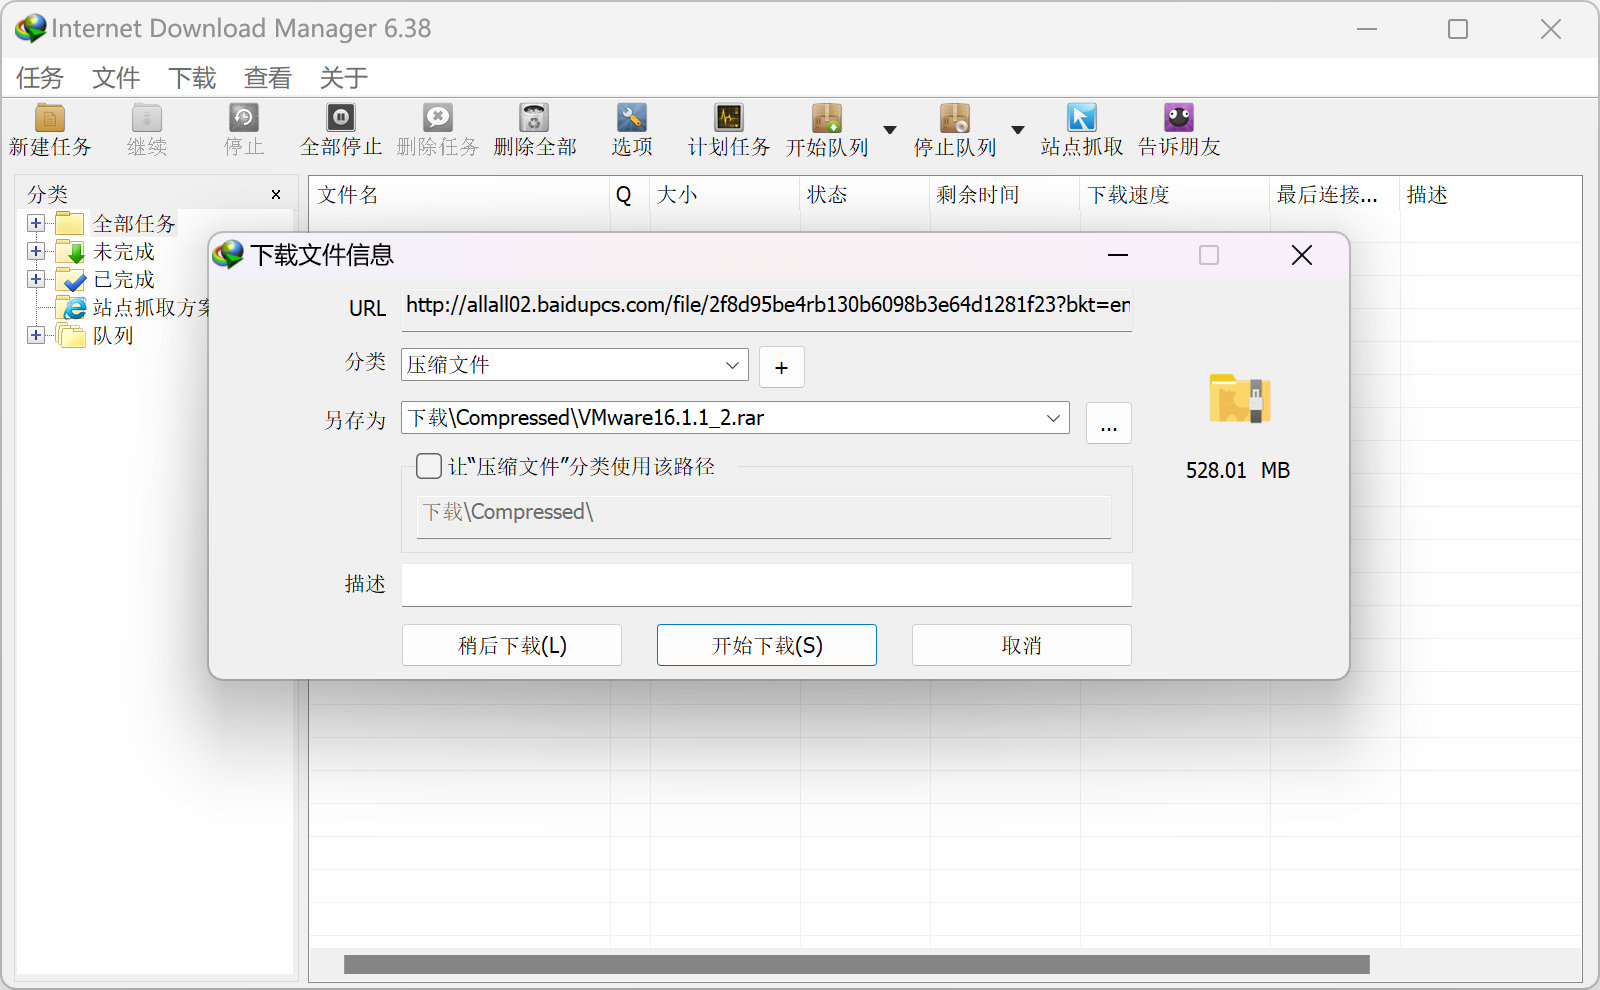 Internet Download Manager 6.38
任务 文件 下载 查看 关于
新建任务 继续 停止 全部停止 删除任务 删除全部 选项 计划任务 开始队列 停止队列 站点抓取 告诉朋友
分类
文件名 Q 大小 状态 剩余时间 下载速度 最后连接... 描述
全部任务
未完成
已完成
站点抓取方案
队列
下载文件信息
URL http://allall02.baidupcs.com/file/2f8d95be4rb130b6098b3e64d1281f23?bkt=en
分类 压缩文件 +
另存为 下载\Compressed\VMware16.1.1_2.rar ...
让“压缩文件”分类使用该路径
下载\Compressed\
528.01 MB
描述
稍后下载(L) 开始下载(S) 取消